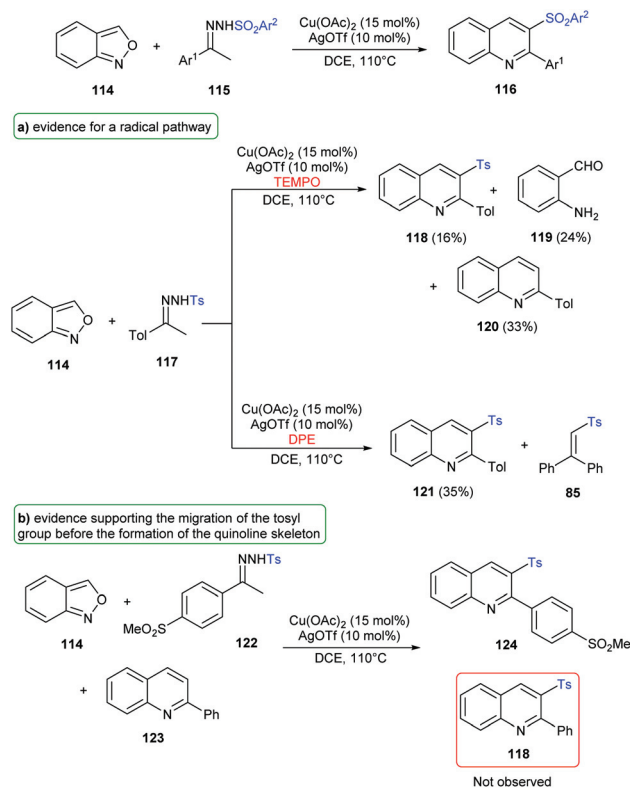 NNHSO2Ar2
Cu(OAc)2 (15 mol%)
AgOTf (10 mol%)
DCE, 110°C
O
N
+
Ar1
SO2Ar2
N
Ar1
114
115
116
a) evidence for a radical pathway
Cu(OAc)2 (15 mol%)
AgOTf (10 mol%)
TEMPO
DCE, 110°C
Ts
N
Tol
+
CHO
NH2
118 (16%)
119 (24%)
+
N
Tol
120 (33%)
O
N
+
NNHTs
Tol
114
117
Cu(OAc)2 (15 mol%)
AgOTf (10 mol%)
DPE
DCE, 110°C
Ts
N
Tol
+
Ts
Ph
Ph
121 (35%)
85
b) evidence supporting the migration of the tosyl
group before the formation of the quinoline skeleton
O
N
+
NNHTs
MeO2S
114
122
+
N
Ph
123
Cu(OAc)2 (15 mol%)
AgOTf (10 mol%)
DCE, 110°C
Ts
N
SO2Me
124
Ts
N
Ph
118
Not observed